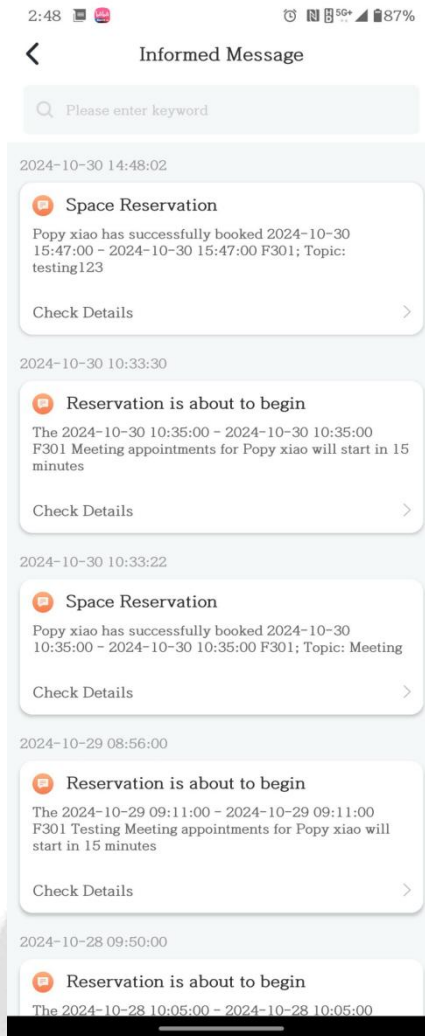 2:48 5G+ 87%
Informed Message
Please enter keyword
2024-10-30 14:48:02
Space Reservation
Popy xiao has successfully booked 2024-10-30
15:47:00 - 2024-10-30 15:47:00 F301; Topic:
testing123
Check Details
2024-10-30 10:33:30
Reservation is about to begin
The 2024-10-30 10:35:00 - 2024-10-30 10:35:00
F301 Meeting appointments for Popy xiao will start in 15
minutes
Check Details
2024-10-30 10:33:22
Space Reservation
Popy xiao has successfully booked 2024-10-30
10:35:00 - 2024-10-30 10:35:00 F301; Topic: Meeting
Check Details
2024-10-29 08:56:00
Reservation is about to begin
The 2024-10-29 09:11:00 - 2024-10-29 09:11:00
F301 Testing Meeting appointments for Popy xiao will
start in 15 minutes
Check Details
2024-10-28 09:50:00
Reservation is about to begin
The 2024-10-28 10:05:00 - 2024-10-28 10:05:00